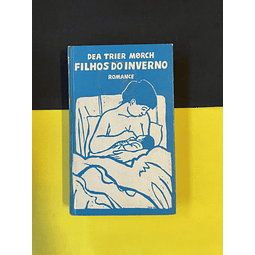 DEA TRIER MØRCH
FILHOS DO INVERNO
ROMANCE